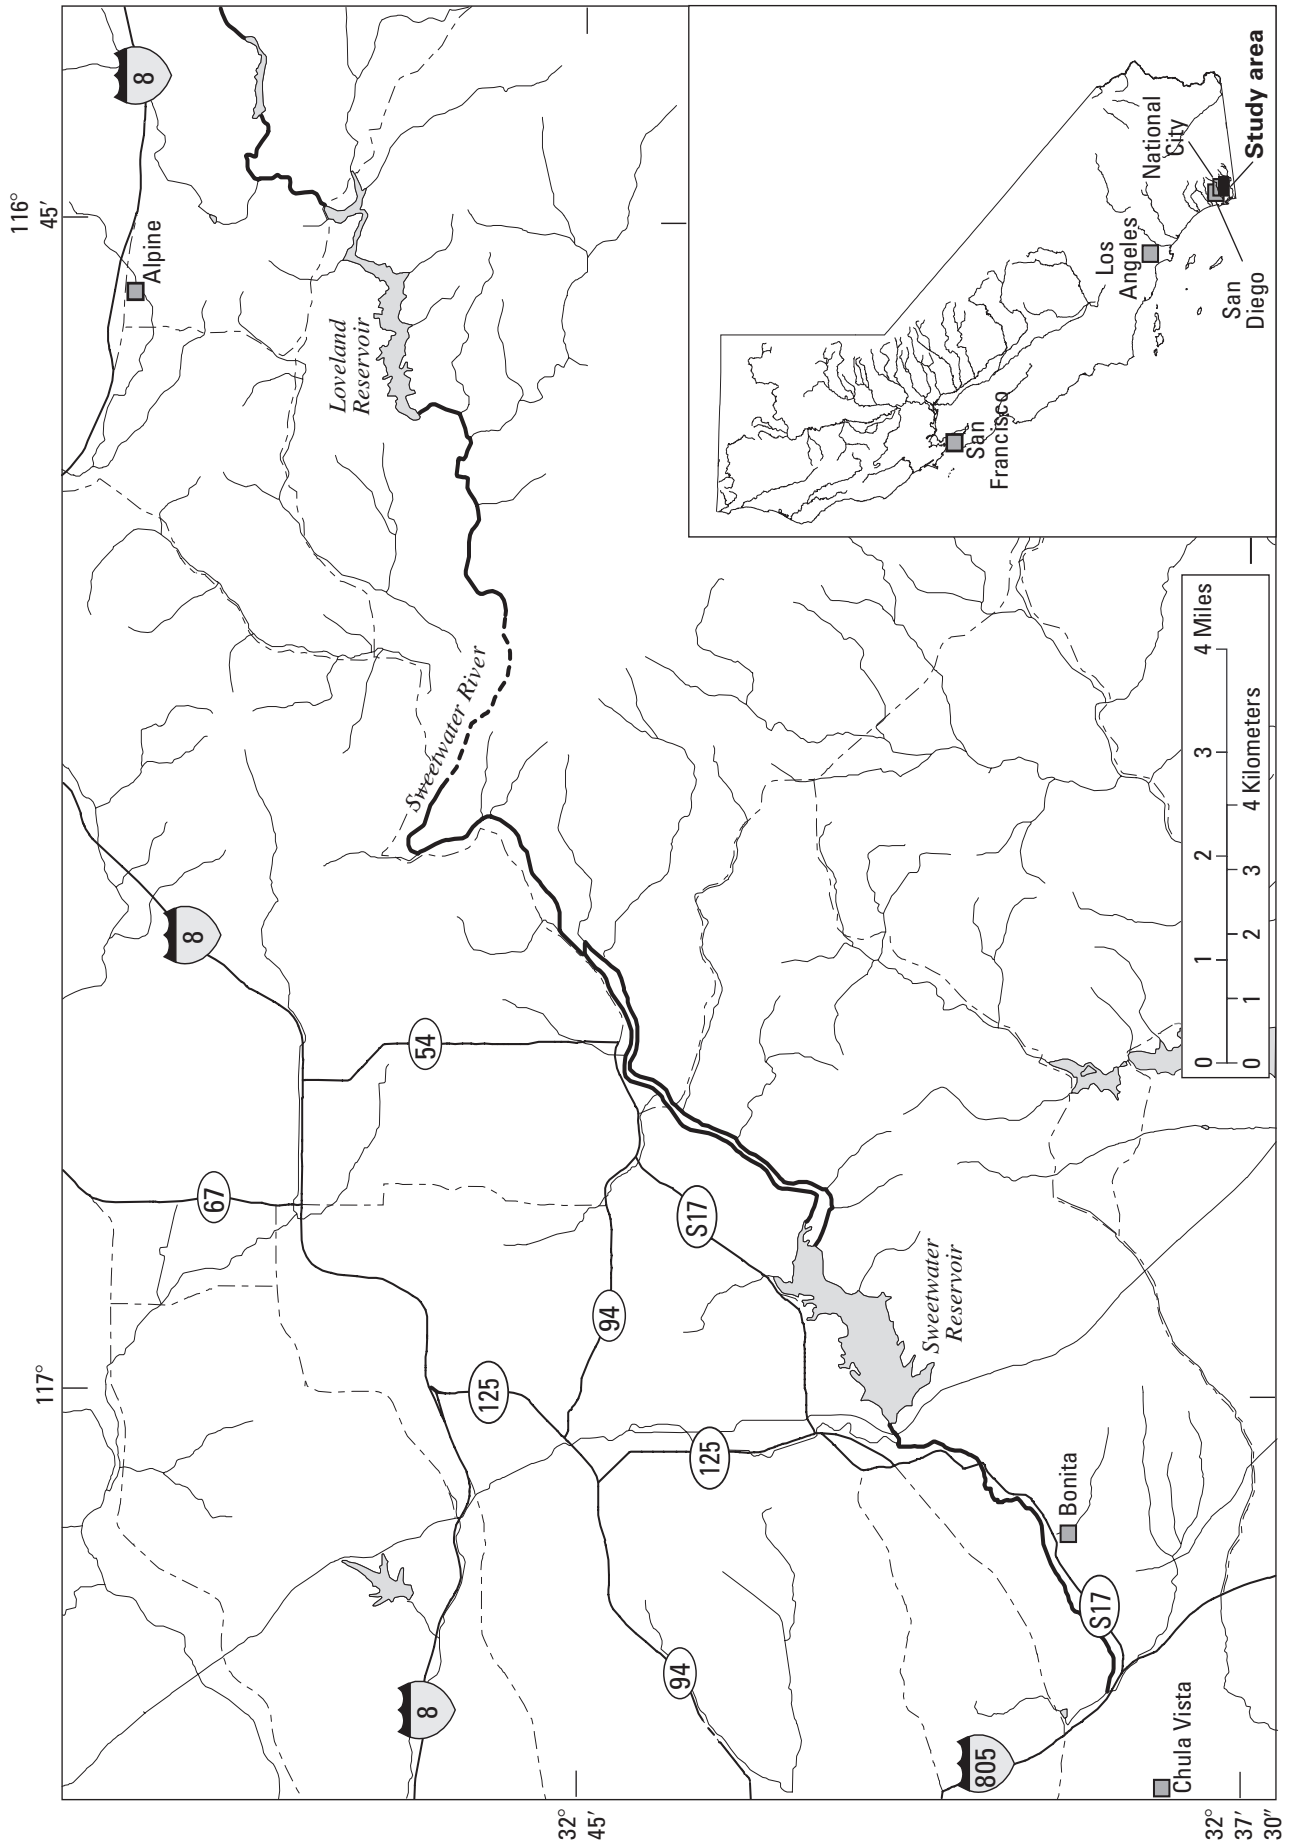 117°
116°
45'
8
Alpine
67
8
8
54
Loveland
Reservoir
Sweetwater River
125
32°
45'
94
94
S17
125
Sweetwater
Reservoir
805
Bonita
S17
Chula Vista
32°
37'
30"
0
1
2
3
4 Miles
0
1
2
3
4
Kilometers
San
Francisco
Los
Angeles
National
City
San
Diego
Study area